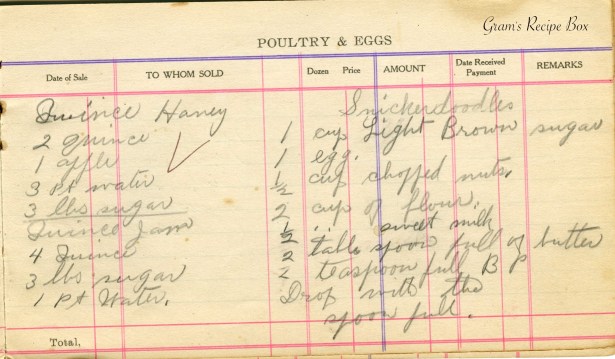 Gram's Recipe Box
POULTRY & EGGS
Date of Sale TO WHOM SOLD Dozen Price AMOUNT Date Received Payment REMARKS
Quince Haney
2 Quince
1 apple
3 Pt water
3 lbs sugar
Quince Jam
4 Quince
3 lbs sugar
1 Pt Water.
Snickerdoodles
1 cup Light Brown sugar
1 egg.
1/2 cup chopped nuts.
2 cup of flour.
1/2 " sweet milk
2 table spoon full of butter
2 teaspoon full B P
Drop with the
spoon full.
Total,